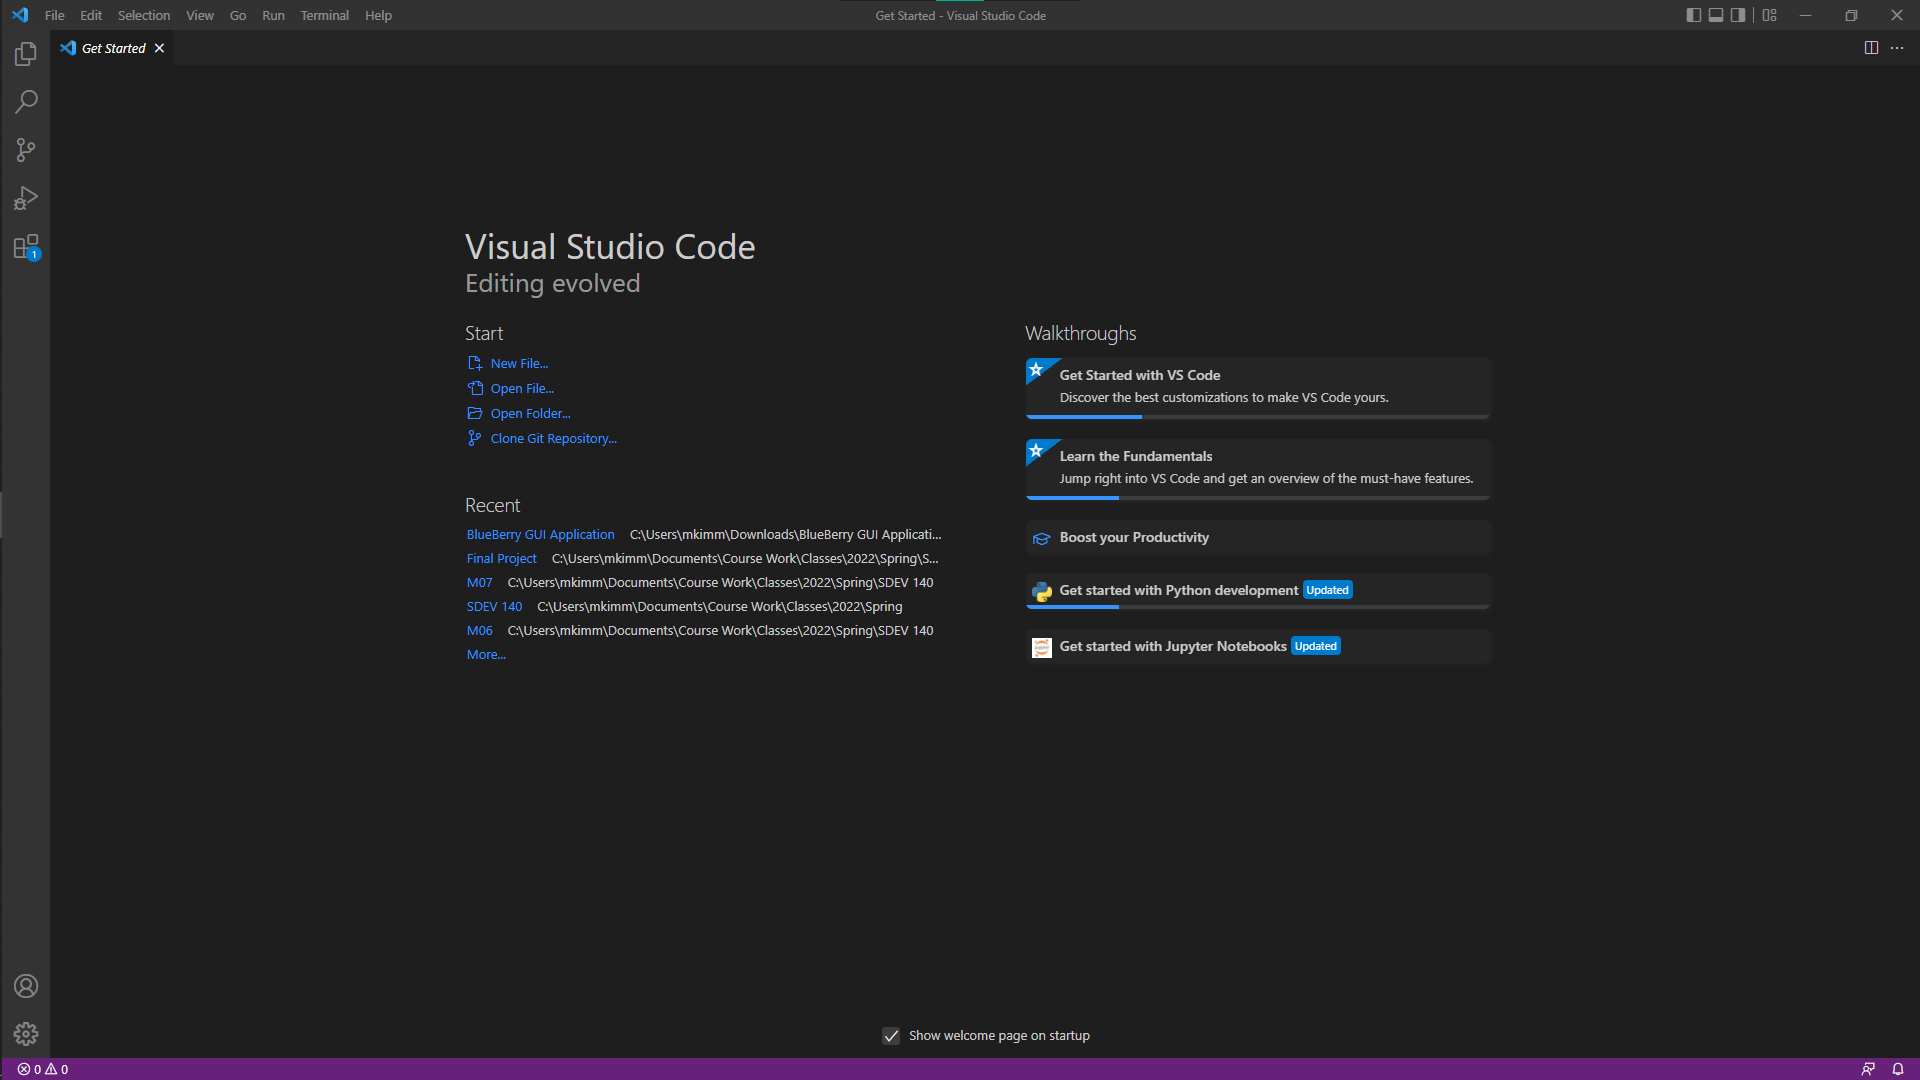 File Edit Selection View Go Run Terminal Help
Get Started - Visual Studio Code
Get Started
1
Visual Studio Code
Editing evolved
Start
New File...
Open File...
Open Folder...
Clone Git Repository...
Recent
BlueBerry GUI Application C:\Users\mkimm\Downloads\BlueBerry GUI Applicati...
Final Project C:\Users\mkimm\Documents\Course Work\Classes\2022\Spring\S...
M07 C:\Users\mkimm\Documents\Course Work\Classes\2022\Spring\SDEV 140
SDEV 140 C:\Users\mkimm\Documents\Course Work\Classes\2022\Spring
M06 C:\Users\mkimm\Documents\Course Work\Classes\2022\Spring\SDEV 140
More...
Walkthroughs
Get Started with VS Code
Discover the best customizations to make VS Code yours.
Learn the Fundamentals
Jump right into VS Code and get an overview of the must-have features.
Boost your Productivity
Get started with Python development Updated
Get started with Jupyter Notebooks Updated
Show welcome page on startup
0 0